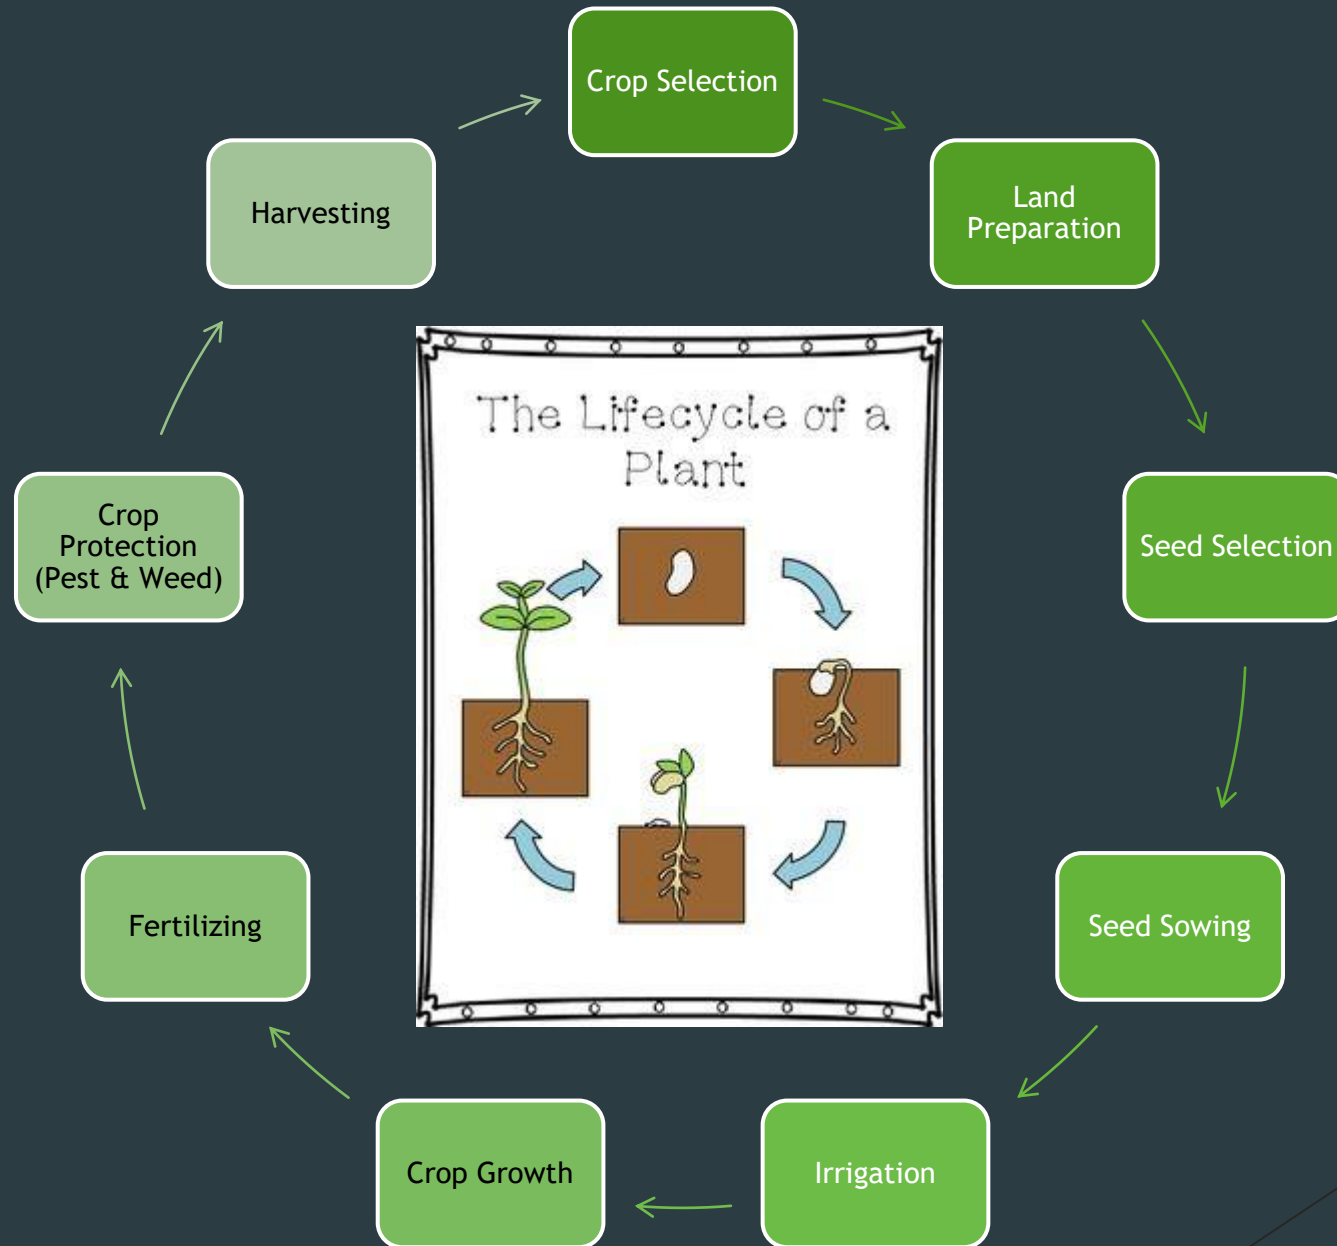 Crop Selection
Land
Preparation
Seed Selection
Seed Sowing
Irrigation
Crop Growth
Fertilizing
Crop
Protection
(Pest & Weed)
Harvesting
The Lifecycle of a
Plant